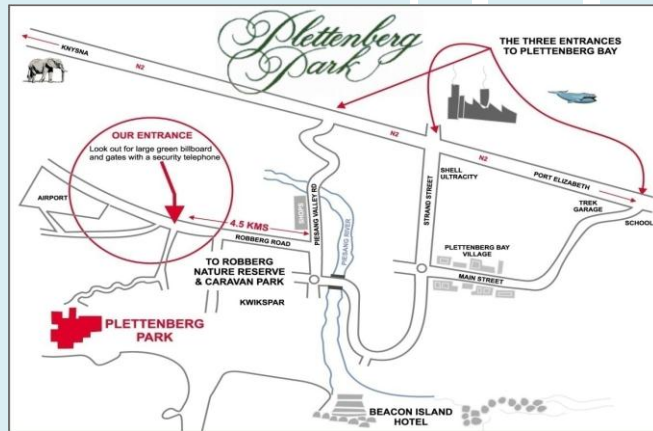 Plettenberg
Park
KNYSNA
N2
THE THREE ENTRANCES
TO PLETTENBERG BAY
OUR ENTRANCE
Look out for large green billboard
and gates with a security telephone
N2
N2
PORT ELIZABETH
SHELL
ULTRACITY
TREK
GARAGE
SCHOOL
AIRPORT
4.5 KMS
ROBBERG ROAD
SHOPS
PIESANG VALLEY RD
PIESANG RIVER
STRAND STREET
PLETTENBERG BAY
VILLAGE
MAIN STREET
TO ROBBERG
NATURE RESERVE
& CARAVAN PARK
KWIKSPAR
PLETTENBERG
PARK
BEACON ISLAND
HOTEL